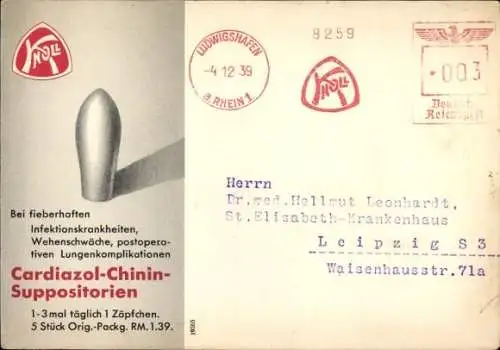 KNOLL
Bei fieberhaften
Infektionskrankheiten,
Wehenschwäche, postopera-
tiven Lungenkomplikationen
Cardiazol-Chinin-
Suppositorien
1-3 mal täglich 1 Zäpfchen.
5 Stück Orig.-Packg. RM.1.39.
LUDWIGSHAFEN
-4.12.39
a. RHEIN 1
9259
KNOLL
003
Deutsche
Reichspost
Herrn
Dr.med.Hellmut Leonhardt,
St.Elisabeth-Krankenhaus
Leipzig S 3
Waisenhausstr.71a